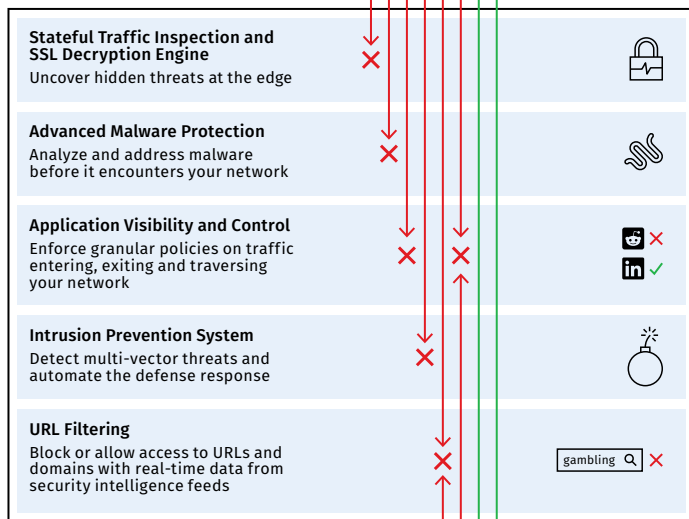 Stateful Traffic Inspection and
SSL Decryption Engine
Uncover hidden threats at the edge
Advanced Malware Protection
Analyze and address malware
before it encounters your network
Application Visibility and Control
Enforce granular policies on traffic
entering, exiting and traversing
your network
in
Intrusion Prevention System
Detect multi-vector threats and
automate the defense response
URL Filtering
Block or allow access to URLs and
domains with real-time data from
security intelligence feeds
gambling